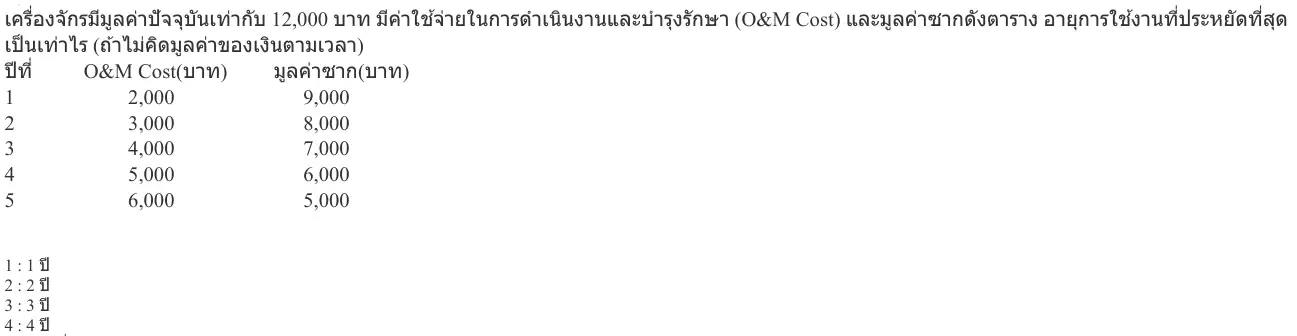 เครื่องจักรมีมูลค่าปัจจุบันเท่ากับ 12,000 บาท มีค่าใช้จ่ายในการดำเนินงานและบำรุงรักษา (O&M Cost) และมูลค่าซากดังตาราง อายุการใช้งานที่ประหยัดที่สุด
เป็นเท่าไร (ถ้าไม่คิดมูลค่าของเงินตามเวลา)
ปีที่ O&M Cost(บาท) มูลค่าซาก(บาท)
1 2,000 9,000
2 3,000 8,000
3 4,000 7,000
4 5,000 6,000
5 6,000 5,000
1 : 1 ปี
2 : 2 ปี
3 : 3 ปี
4 : 4 ปี